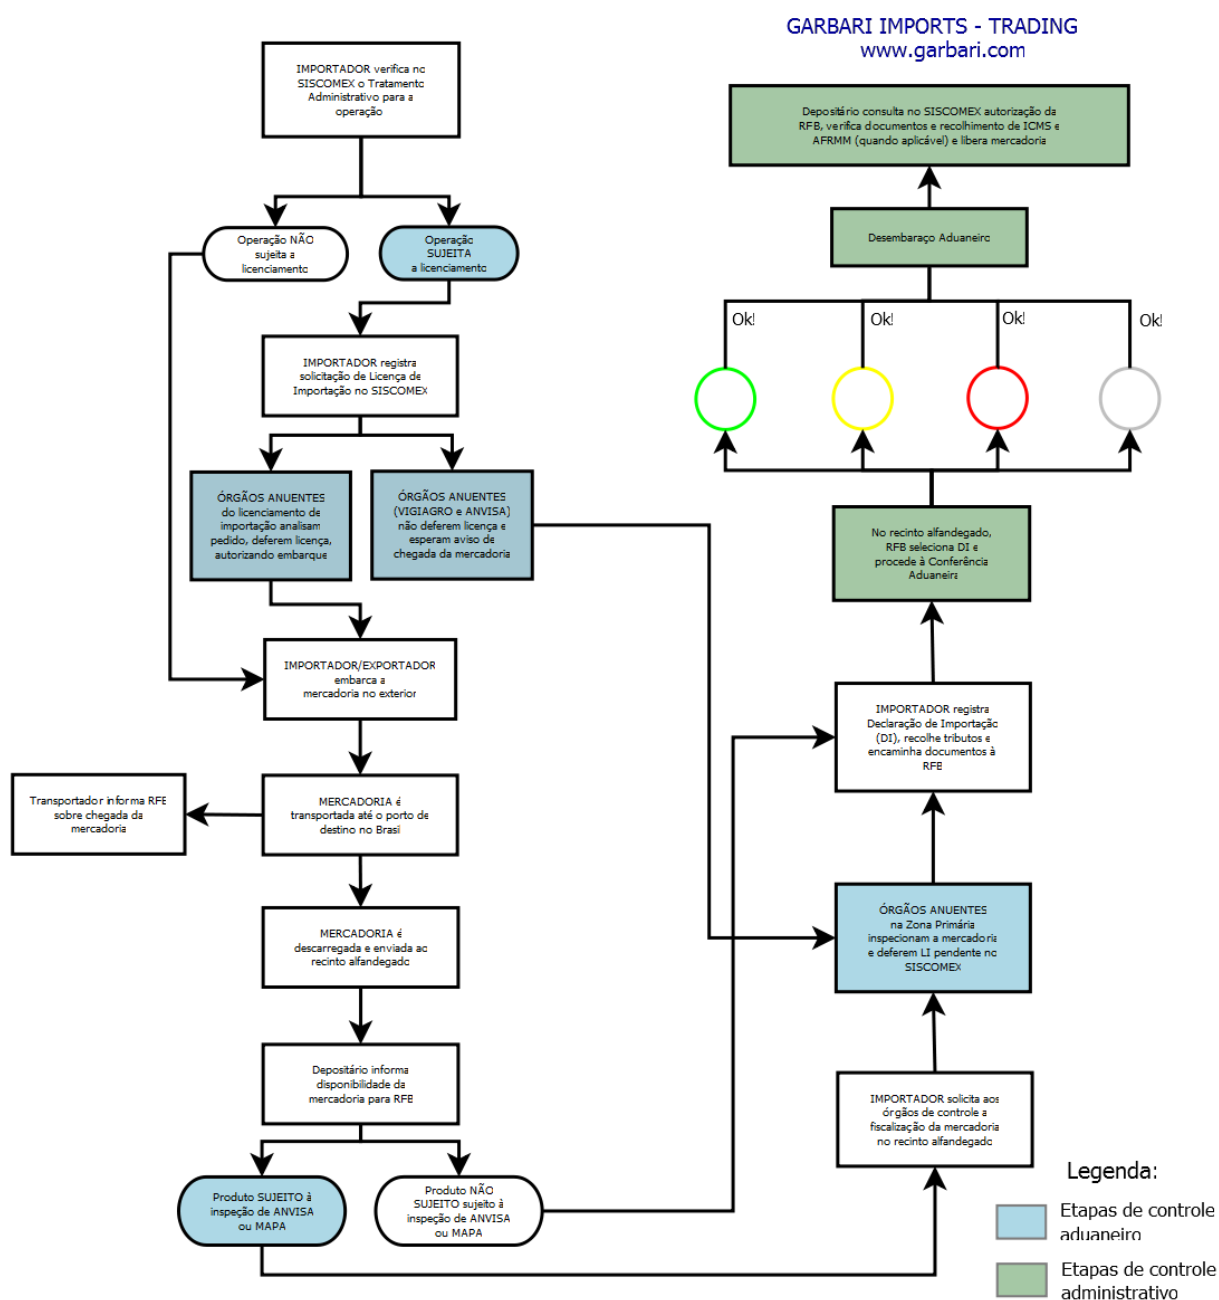 GARBARI IMPORTS - TRADING
www.garbari.com
IMPORTADOR verifica no
SISCOMEX o Tratamento
Administrativo para a
operação
Operação NÃO
sujeita a
licenciamento
Operação
SUJEITA
a licenciamento
IMPORTADOR registra
solicitação de Licença de
Importação no SISCOMEX
ÓRGÃOS ANUENTES
do licenciamento de
importação analisam
pedido, deferem licença,
autorizando embarque
ÓRGÃOS ANUENTES
(VIGIAGRO e ANVISA)
não deferem licença e
esperam aviso de
chegada da mercadoria
IMPORTADOR/EXPORTADOR
embarca a
mercadoria no exterior
MERCADORIA é
transportada até o porto de
destino no Brasil
Transportador informa RFB
sobre chegada da
mercadoria
MERCADORIA é
descarregada e enviada ao
recinto alfandegado
Depositário informa
disponibilidade da
mercadoria para RFB
Produto SUJEITO à
inspeção de ANVISA
ou MAPA
Produto NÃO
SUJEITO sujeito à
inspeção de ANVISA
ou MAPA
Depositário consulta no SISCOMEX autorização da
RFB, verifica documentos e recolhimento de ICMS e
AFRMM (quando aplicável) e libera mercadoria
Desembaraço Aduaneiro
Ok!
Ok!
Ok!
Ok!
No recinto alfandegado,
RFB seleciona DI e
procede à Conferência
Aduaneira
IMPORTADOR registra
Declaração de Importação
(DI), recolhe tributos e
encaminha documentos à
RFB
ÓRGÃOS ANUENTES
na Zona Primária
inspecionam a mercadoria
e deferem LI pendente no
SISCOMEX
IMPORTADOR solicita aos
órgãos de controle a
fiscalização da mercadoria
no recinto alfandegado
Legenda:
Etapas de controle
aduaneiro
Etapas de controle
administrativo